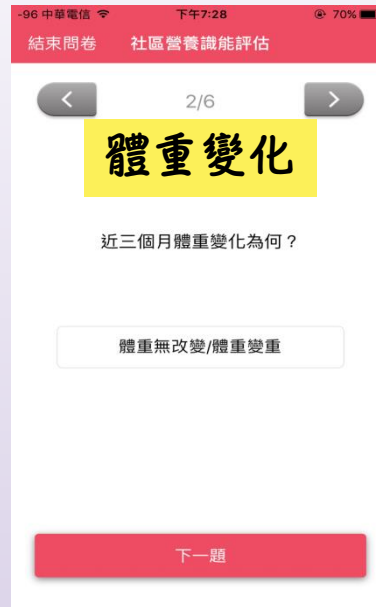 -96 中華電信 下午7:28 70%
結束問卷 社區營養識能評估
< 2/6 >
體重變化
近三個月體重變化為何？
體重無改變/體重變重
下一題